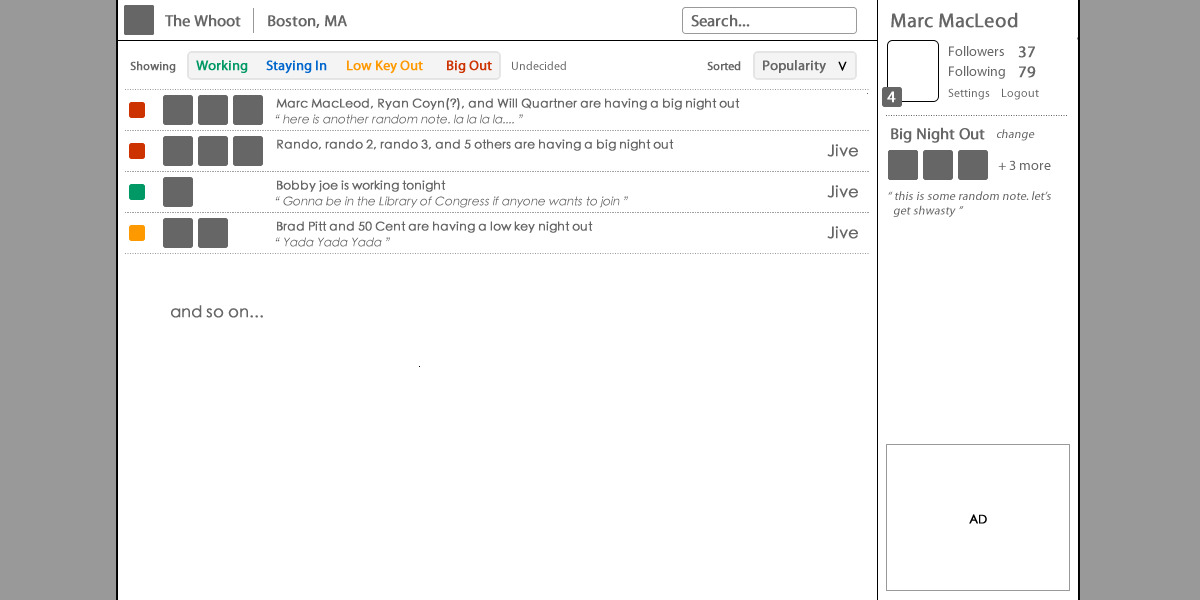 The Whoot
Boston, MA
Search...
Showing
Working
Staying In
Low Key Out
Big Out
Undecided
Sorted
Popularity V
Marc MacLeod, Ryan Coyn(?), and Will Quartner are having a big night out
“ here is another random note. la la la la.... ”
Rando, rando 2, rando 3, and 5 others are having a big night out
Jive
Bobby joe is working tonight
“ Gonna be in the Library of Congress if anyone wants to join ”
Jive
Brad Pitt and 50 Cent are having a low key night out
“ Yada Yada Yada ”
Jive
and so on...
Marc MacLeod
4
Followers 37
Following 79
Settings Logout
Big Night Out change
+ 3 more
“ this is some random note. let's
get shwasty ”
AD